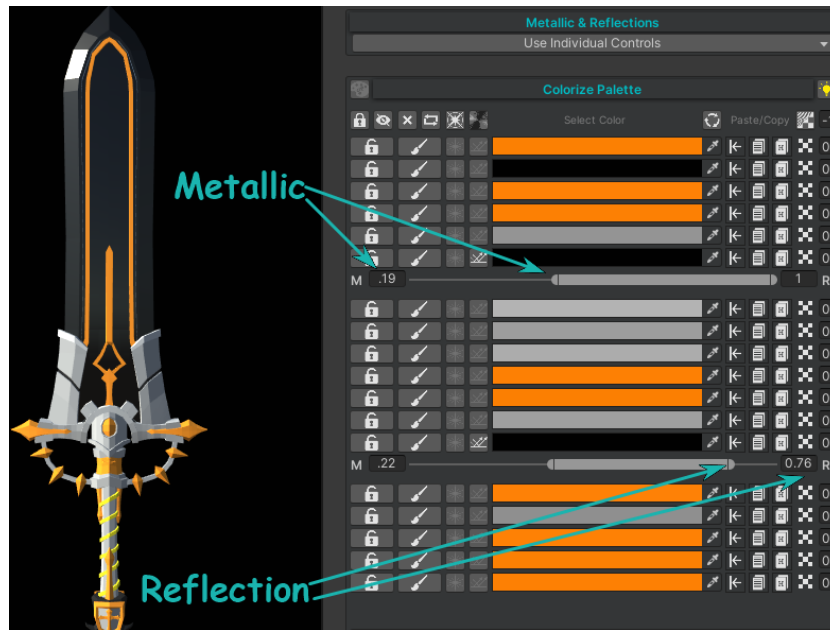 Metallic & Reflections
Use Individual Controls
Colorize Palette
Select Color
Paste/Copy
Metallic
M .19 1 R
M .22 0.76 R
Reflection